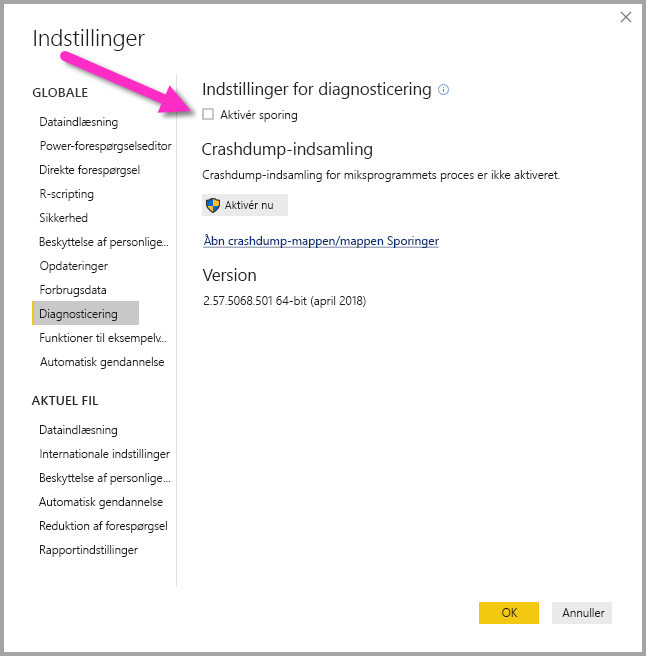 Indstillinger
GLOBALE
Dataindlæsning
Power-forespørgselseditor
Direkte forespørgsel
R-scripting
Sikkerhed
Beskyttelse af personlige...
Opdateringer
Forbrugsdata
Diagnosticering
Funktioner til eksempelv...
Automatisk gendannelse
AKTUEL FIL
Dataindlæsning
Internationale indstillinger
Beskyttelse af personlige...
Automatisk gendannelse
Reduktion af forespørgsel
Rapportindstillinger
Indstillinger for diagnosticering
Aktivér sporing
Crashdump-indsamling
Crashdump-indsamling for miksprogrammets proces er ikke aktiveret.
Aktivér nu
Åbn crashdump-mappen/mappen Sporinger
Version
2.57.5068.501 64-bit (april 2018)
OK
Annuller